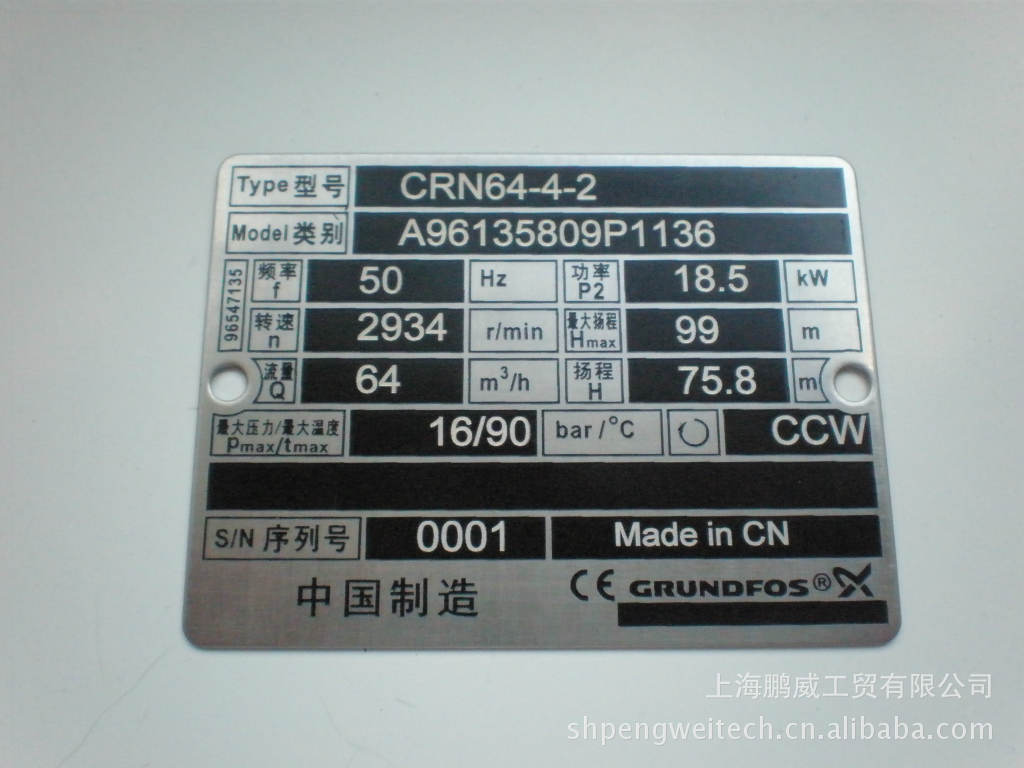 Type 型号 CRN64-4-2
Model 类别 A96135809P1136
96547135
频率 f 50 Hz 功率 P2 18.5 kW
转速 n 2934 r/min 最大扬程 Hmax 99 m
流量 Q 64 m³/h 扬程 H 75.8 m
最大压力/最大温度 Pmax/tmax 16/90 bar/°C CCW
S/N 序列号 0001 Made in CN
中国制造 CE GRUNDFOS®
上海鹏威工贸有限公司
shpengweitech.cn.alibaba.com